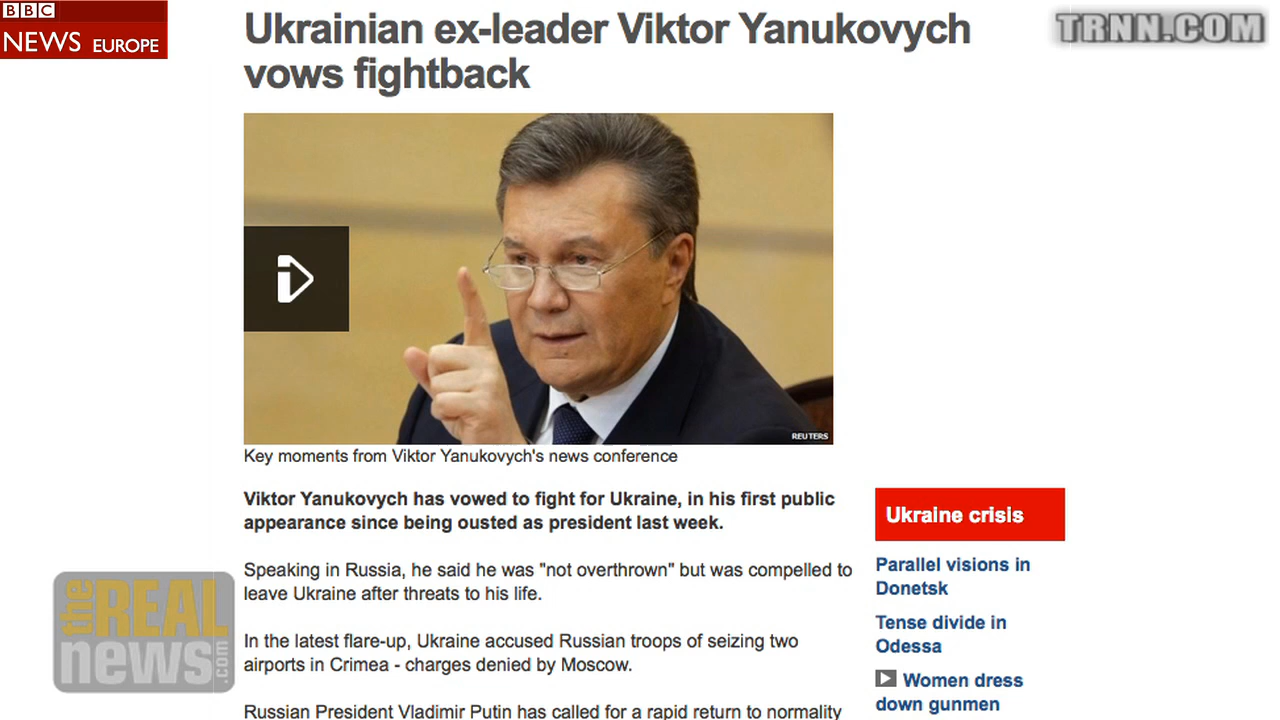 BBC
NEWS EUROPE
Ukrainian ex-leader Viktor Yanukovych
vows fightback
TRNN.COM
REUTERS
Key moments from Viktor Yanukovych's news conference
Viktor Yanukovych has vowed to fight for Ukraine, in his first public
appearance since being ousted as president last week.
Speaking in Russia, he said he was "not overthrown" but was compelled to
leave Ukraine after threats to his life.
In the latest flare-up, Ukraine accused Russian troops of seizing two
airports in Crimea - charges denied by Moscow.
Russian President Vladimir Putin has called for a rapid return to normality
Ukraine crisis
Parallel visions in
Donetsk
Tense divide in
Odessa
Women dress
down gunmen
the REAL
news.com